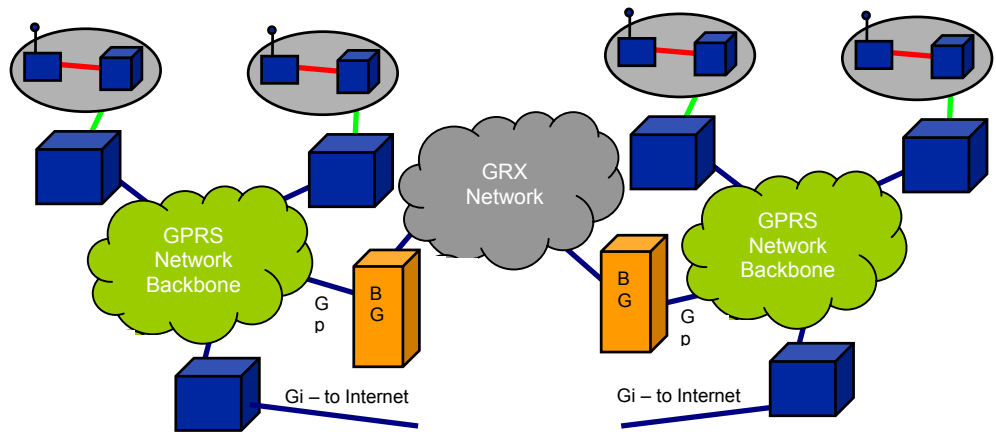 GRX
Network
GPRS
Network
Backbone
GPRS
Network
Backbone
B
G
B
G
G
p
G
p
Gi – to Internet
Gi – to Internet